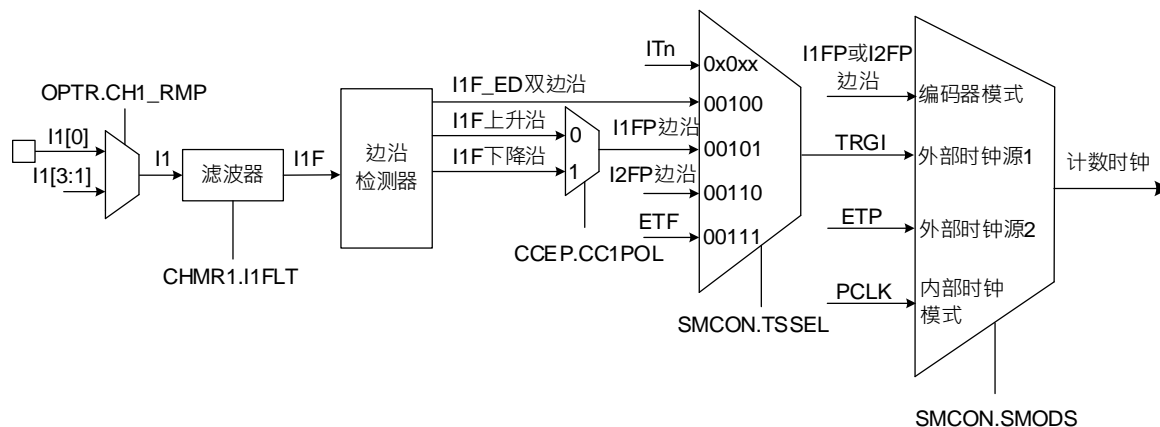 OPTR.CH1_RMP
I1[0]
I1[3:1]
I1
滤波器
CHMR1.I1FLT
I1F
边沿
检测器
I1F_ED双边沿
I1F上升沿
I1F下降沿
0
1
CCEP.CC1POL
ITn
I1FP边沿
I2FP边沿
ETF
0x0xx
00100
00101
00110
00111
SMCON.TSSEL
I1FP或I2FP
边沿
TRGI
ETP
PCLK
编码器模式
外部时钟源1
外部时钟源2
内部时钟
模式
SMCON.SMODS
计数时钟